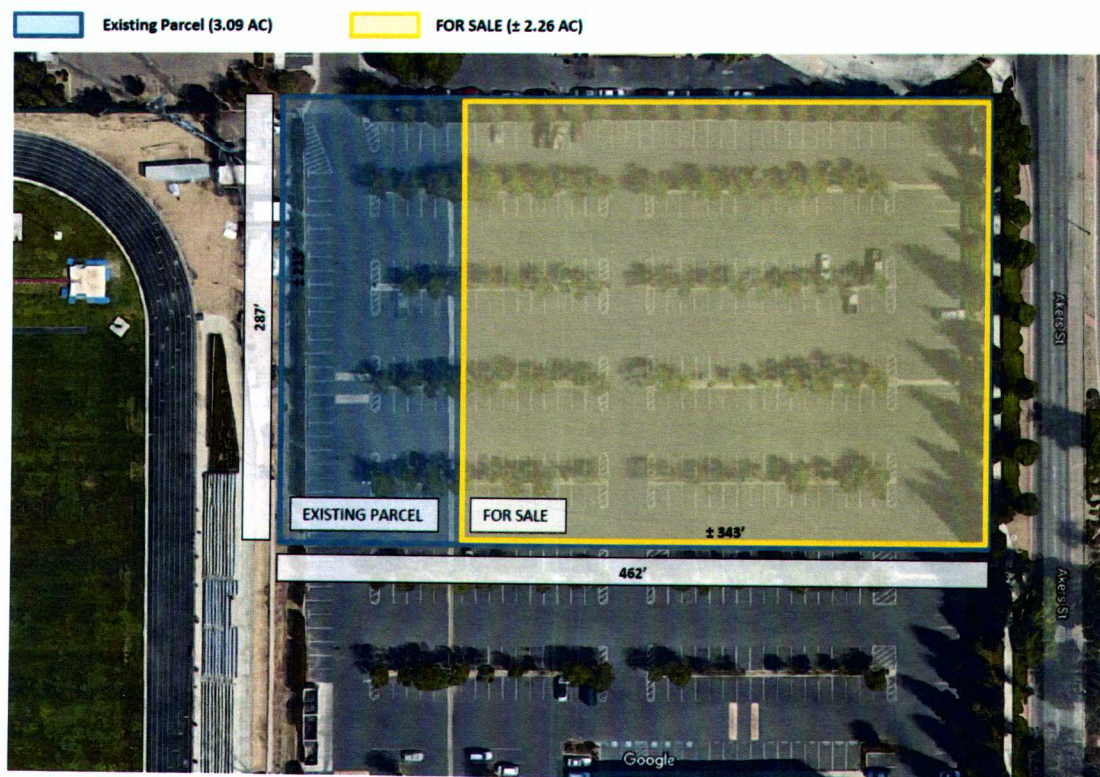 Existing Parcel (3.09 AC)
FOR SALE (± 2.26 AC)
287'
± 213'
EXISTING PARCEL
FOR SALE
± 343'
462'
Akers St
Akers St
Google